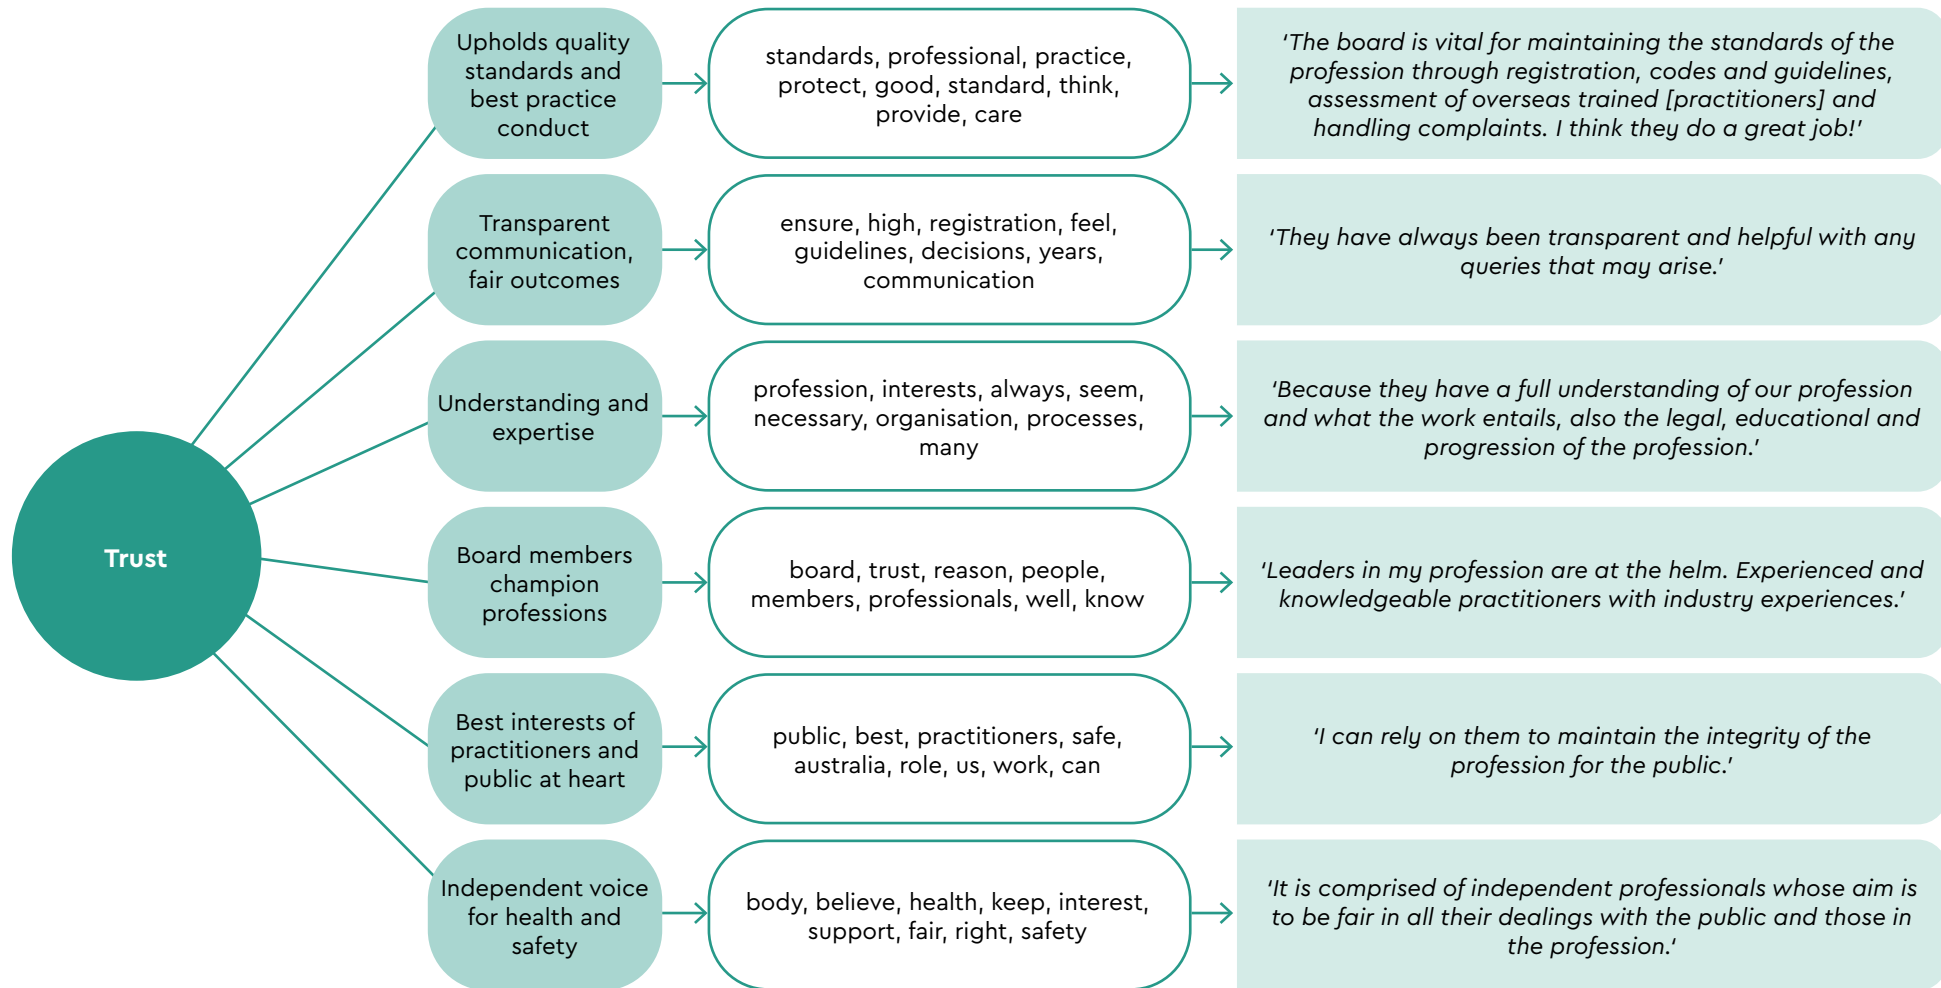 Trust
Upholds quality
standards and
best practice
conduct
standards, professional, practice,
protect, good, standard, think,
provide, care
‘The board is vital for maintaining the standards of the
profession through registration, codes and guidelines,
assessment of overseas trained [practitioners] and
handling complaints. I think they do a great job!’
Transparent
communication,
fair outcomes
ensure, high, registration, feel,
guidelines, decisions, years,
communication
‘They have always been transparent and helpful with any
queries that may arise.’
Understanding and
expertise
profession, interests, always, seem,
necessary, organisation, processes,
many
‘Because they have a full understanding of our profession
and what the work entails, also the legal, educational and
progression of the profession.’
Board members
champion
professions
board, trust, reason, people,
members, professionals, well, know
‘Leaders in my profession are at the helm. Experienced and
knowledgeable practitioners with industry experiences.’
Best interests of
practitioners and
public at heart
public, best, practitioners, safe,
australia, role, us, work, can
‘I can rely on them to maintain the integrity of the
profession for the public.’
Independent voice
for health and
safety
body, believe, health, keep, interest,
support, fair, right, safety
‘It is comprised of independent professionals whose aim is
to be fair in all their dealings with the public and those in
the profession.‘